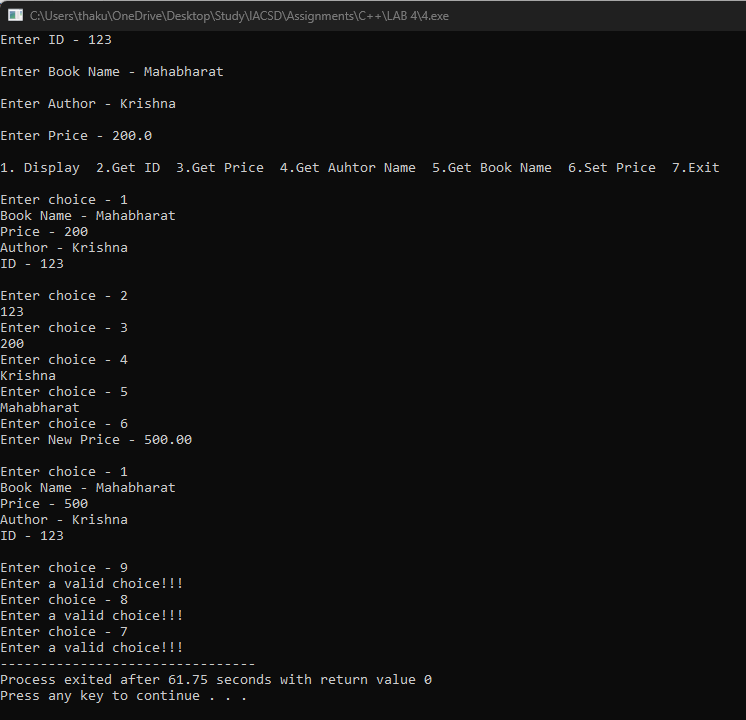 C:\Users\thaku\OneDrive\Desktop\Study\IACSD\Assignments\C++\LAB 4\4.exe
Enter ID - 123
Enter Book Name - Mahabharat
Enter Author - Krishna
Enter Price - 200.0
1. Display  2.Get ID  3.Get Price  4.Get Auhtor Name  5.Get Book Name  6.Set Price  7.Exit
Enter choice - 1
Book Name - Mahabharat
Price - 200
Author - Krishna
ID - 123
Enter choice - 2
123
Enter choice - 3
200
Enter choice - 4
Krishna
Enter choice - 5
Mahabharat
Enter choice - 6
Enter New Price - 500.00
Enter choice - 1
Book Name - Mahabharat
Price - 500
Author - Krishna
ID - 123
Enter choice - 9
Enter a valid choice!!!
Enter choice - 8
Enter a valid choice!!!
Enter choice - 7
Enter a valid choice!!!
--------------------------------
Process exited after 61.75 seconds with return value 0
Press any key to continue . . .